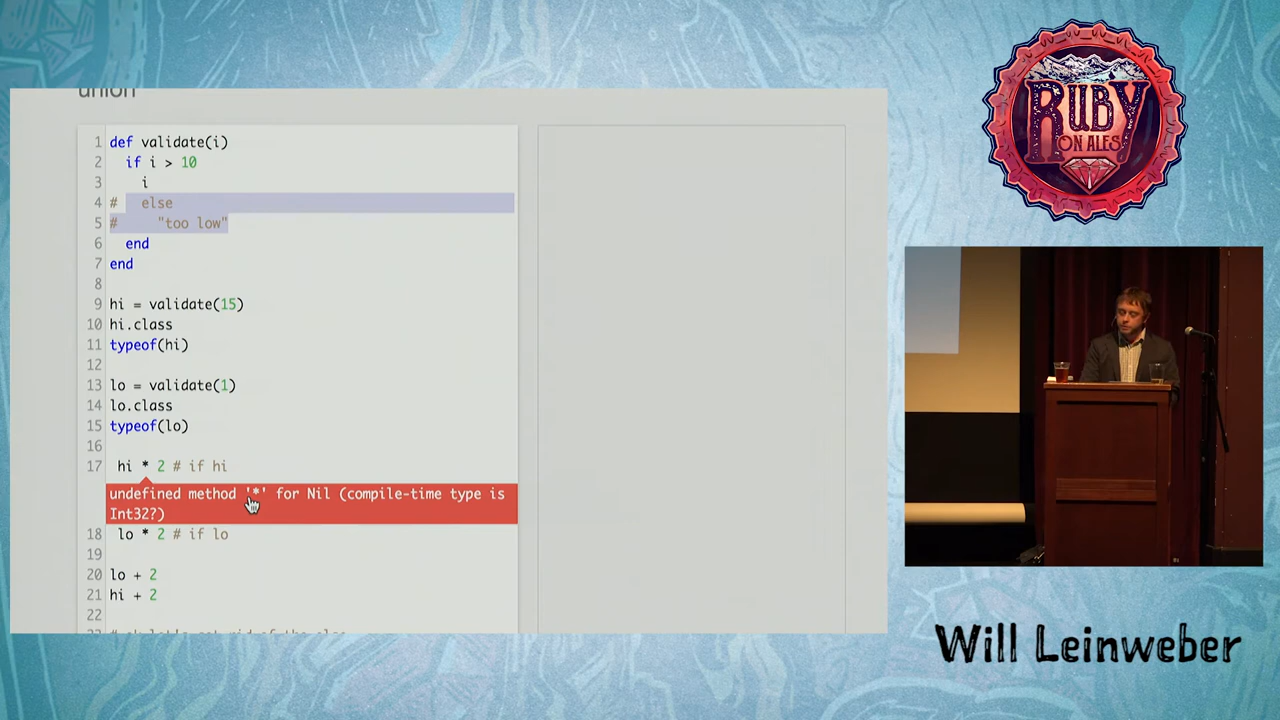 union
1 def validate(i)
2   if i > 10
3     i
4 #   else
5 #     "too low"
6   end
7 end
8
9 hi = validate(15)
10 hi.class
11 typeof(hi)
12
13 lo = validate(1)
14 lo.class
15 typeof(lo)
16
17  hi * 2 # if hi
undefined method '*' for Nil (compile-time type is
Int32?)
18  lo * 2 # if lo
19
20 lo + 2
21 hi + 2
22
RUBY
ON ALES
Will Leinweber